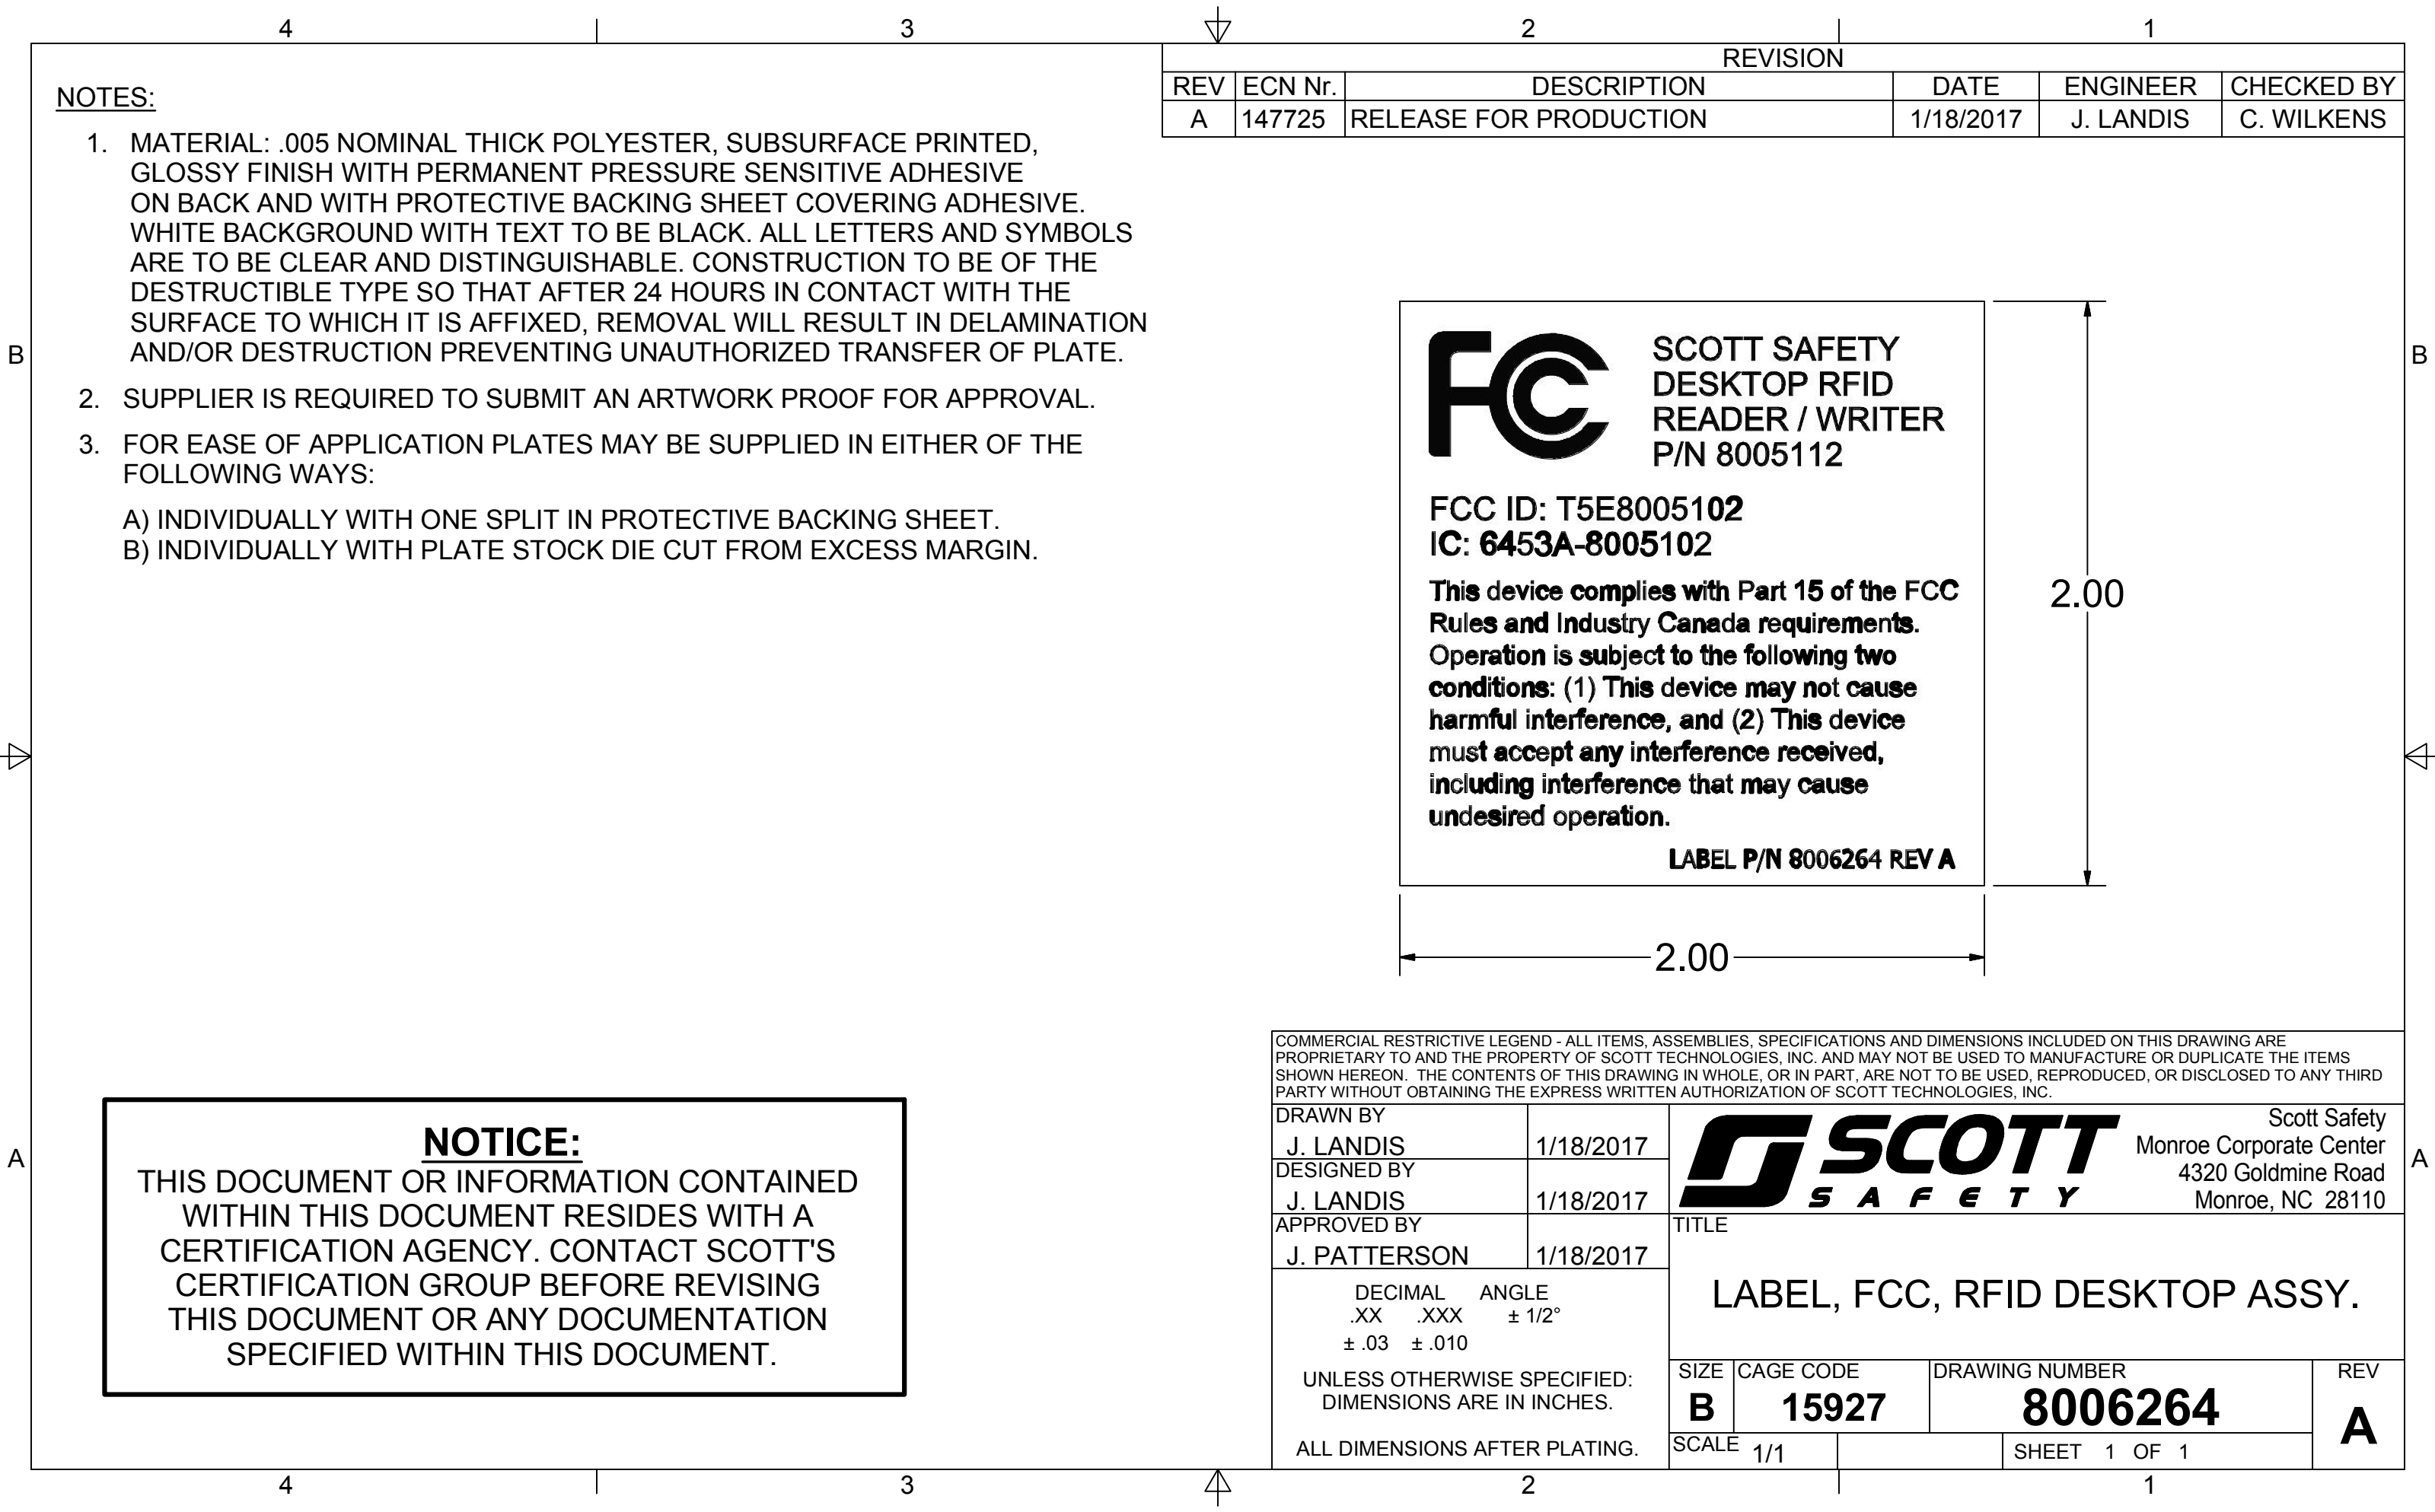 4 3 2 1
REVISION
REV ECN Nr. DESCRIPTION DATE ENGINEER CHECKED BY
A 147725 RELEASE FOR PRODUCTION 1/18/2017 J. LANDIS C. WILKENS
NOTES:
1. MATERIAL: .005 NOMINAL THICK POLYESTER, SUBSURFACE PRINTED,
GLOSSY FINISH WITH PERMANENT PRESSURE SENSITIVE ADHESIVE
ON BACK AND WITH PROTECTIVE BACKING SHEET COVERING ADHESIVE.
WHITE BACKGROUND WITH TEXT TO BE BLACK. ALL LETTERS AND SYMBOLS
ARE TO BE CLEAR AND DISTINGUISHABLE. CONSTRUCTION TO BE OF THE
DESTRUCTIBLE TYPE SO THAT AFTER 24 HOURS IN CONTACT WITH THE
SURFACE TO WHICH IT IS AFFIXED, REMOVAL WILL RESULT IN DELAMINATION
AND/OR DESTRUCTION PREVENTING UNAUTHORIZED TRANSFER OF PLATE.
2. SUPPLIER IS REQUIRED TO SUBMIT AN ARTWORK PROOF FOR APPROVAL.
3. FOR EASE OF APPLICATION PLATES MAY BE SUPPLIED IN EITHER OF THE
FOLLOWING WAYS:
A) INDIVIDUALLY WITH ONE SPLIT IN PROTECTIVE BACKING SHEET.
B) INDIVIDUALLY WITH PLATE STOCK DIE CUT FROM EXCESS MARGIN.
B B
FC
SCOTT SAFETY
DESKTOP RFID
READER / WRITER
P/N 8005112
FCC ID: T5E8005102
IC: 6453A-8005102
This device complies with Part 15 of the FCC
Rules and Industry Canada requirements.
Operation is subject to the following two
conditions: (1) This device may not cause
harmful interference, and (2) This device
must accept any interference received,
including interference that may cause
undesired operation.
LABEL P/N 8006264 REV A
2.00
2.00
NOTICE:
THIS DOCUMENT OR INFORMATION CONTAINED
WITHIN THIS DOCUMENT RESIDES WITH A
CERTIFICATION AGENCY. CONTACT SCOTT'S
CERTIFICATION GROUP BEFORE REVISING
THIS DOCUMENT OR ANY DOCUMENTATION
SPECIFIED WITHIN THIS DOCUMENT.
A A
COMMERCIAL RESTRICTIVE LEGEND - ALL ITEMS, ASSEMBLIES, SPECIFICATIONS AND DIMENSIONS INCLUDED ON THIS DRAWING ARE
PROPRIETARY TO AND THE PROPERTY OF SCOTT TECHNOLOGIES, INC. AND MAY NOT BE USED TO MANUFACTURE OR DUPLICATE THE ITEMS
SHOWN HEREON. THE CONTENTS OF THIS DRAWING IN WHOLE, OR IN PART, ARE NOT TO BE USED, REPRODUCED, OR DISCLOSED TO ANY THIRD
PARTY WITHOUT OBTAINING THE EXPRESS WRITTEN AUTHORIZATION OF SCOTT TECHNOLOGIES, INC.
DRAWN BY
J. LANDIS 1/18/2017
DESIGNED BY
J. LANDIS 1/18/2017
APPROVED BY
J. PATTERSON 1/18/2017
DECIMAL ANGLE
.XX .XXX ± 1/2°
± .03 ± .010
UNLESS OTHERWISE SPECIFIED:
DIMENSIONS ARE IN INCHES.
ALL DIMENSIONS AFTER PLATING.
SCOTT
SAFETY
Scott Safety
Monroe Corporate Center
4320 Goldmine Road
Monroe, NC 28110
TITLE
LABEL, FCC, RFID DESKTOP ASSY.
SIZE CAGE CODE DRAWING NUMBER REV
B 15927 8006264 A
SCALE 1/1 SHEET 1 OF 1
4 3 2 1